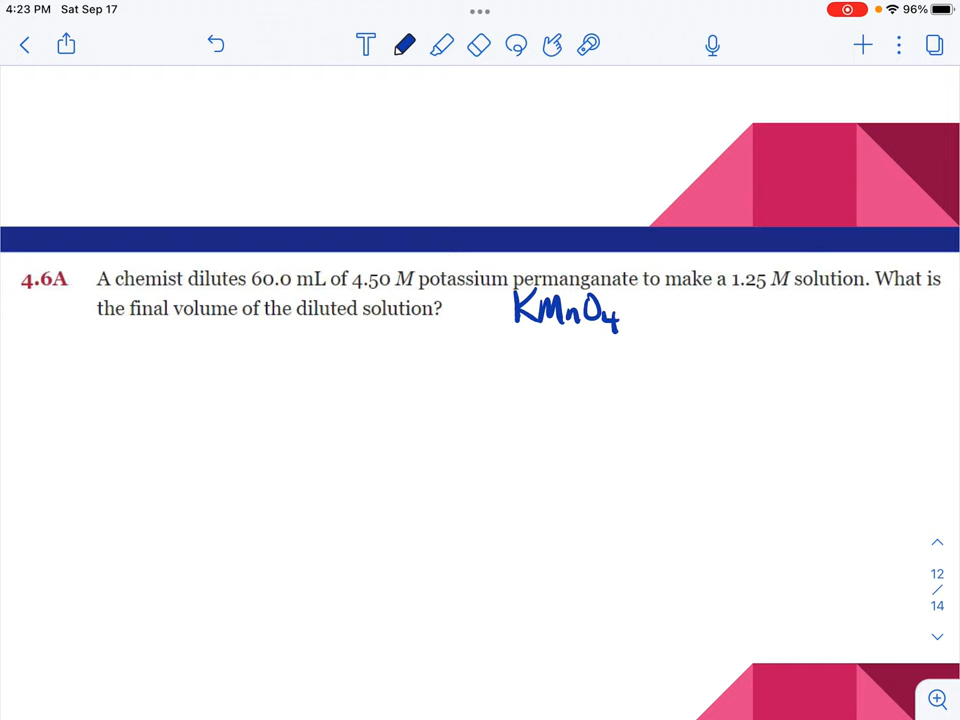 4:23 PM Sat Sep 17
96%
T
4.6A A chemist dilutes 60.0 mL of 4.50 M potassium permanganate to make a 1.25 M solution. What is
the final volume of the diluted solution?
KMnO4
12
/
14